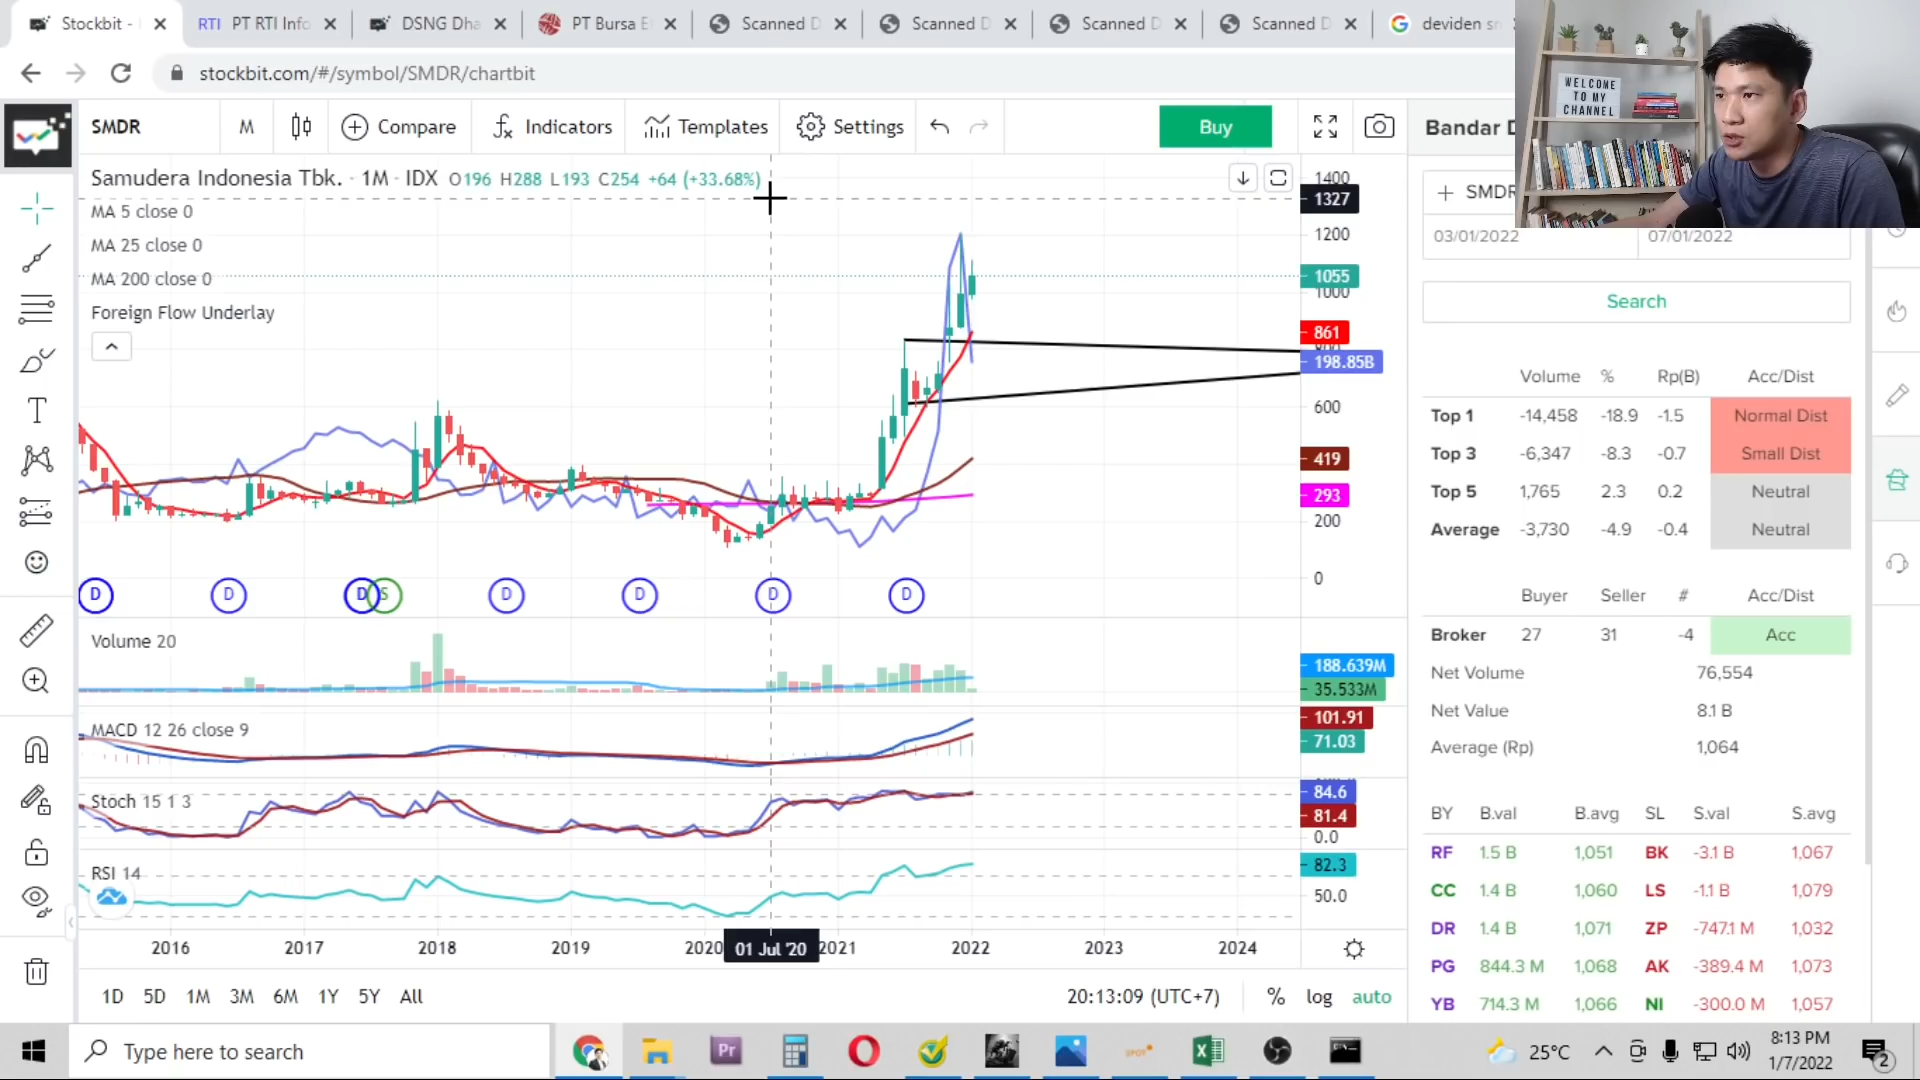 Stockbit -
RTI PT RTI Info
DSNG Dha
PT Bursa E
Scanned D
Scanned D
Scanned D
Scanned D
deviden sm
stockbit.com/#/symbol/SMDR/chartbit
WELCOME
TO MY
CHANNEL
SMDR
M
Compare
Indicators
Templates
Settings
Buy
Bandar D
Samudera Indonesia Tbk. · 1M · IDX O196 H288 L193 C254 +64 (+33.68%)
MA 5 close 0
MA 25 close 0
MA 200 close 0
Foreign Flow Underlay
1400
1327
1200
1055
1000
861
198.85B
600
419
293
200
0
D
D
D
S
D
D
D
D
Volume 20
188.639M
35.533M
MACD 12 26 close 9
101.91
71.03
Stoch 15 1 3
84.6
81.4
0.0
RSI 14
82.3
50.0
2016 2017 2018 2019 2020 01 Jul '20 2021 2022 2023 2024
1D 5D 1M 3M 6M 1Y 5Y All
20:13:09 (UTC+7) % log auto
+ SMDR
03/01/2022 07/01/2022
Search
Volume % Rp(B) Acc/Dist
Top 1 -14,458 -18.9 -1.5 Normal Dist
Top 3 -6,347 -8.3 -0.7 Small Dist
Top 5 1,765 2.3 0.2 Neutral
Average -3,730 -4.9 -0.4 Neutral
Buyer Seller # Acc/Dist
Broker 27 31 -4 Acc
Net Volume 76,554
Net Value 8.1 B
Average (Rp) 1,064
BY B.val B.avg SL S.val S.avg
RF 1.5 B 1,051 BK -3.1 B 1,067
CC 1.4 B 1,060 LS -1.1 B 1,079
DR 1.4 B 1,071 ZP -747.1 M 1,032
PG 844.3 M 1,068 AK -389.4 M 1,073
YB 714.3 M 1,066 NI -300.0 M 1,057
Type here to search
Pr
25°C
8:13 PM
1/7/2022
2